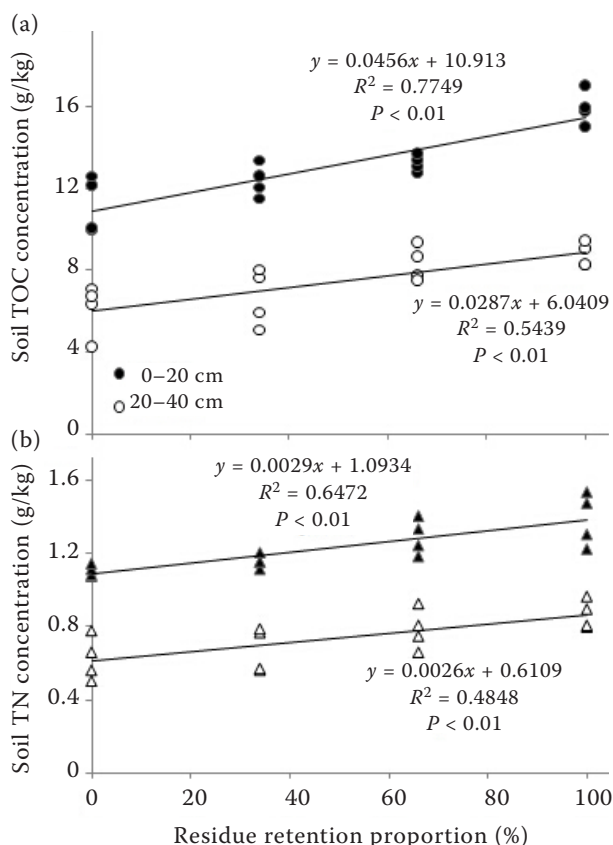 (a)
Soil TOC concentration (g/kg)
16
12
8
4
0
y = 0.0456x + 10.913
R² = 0.7749
P < 0.01
y = 0.0287x + 6.0409
R² = 0.5439
P < 0.01
0–20 cm
20–40 cm
(b)
Soil TN concentration (g/kg)
1.6
1.2
0.8
0.4
0
y = 0.0029x + 1.0934
R² = 0.6472
P < 0.01
y = 0.0026x + 0.6109
R² = 0.4848
P < 0.01
0 20 40 60 80 100
Residue retention proportion (%)